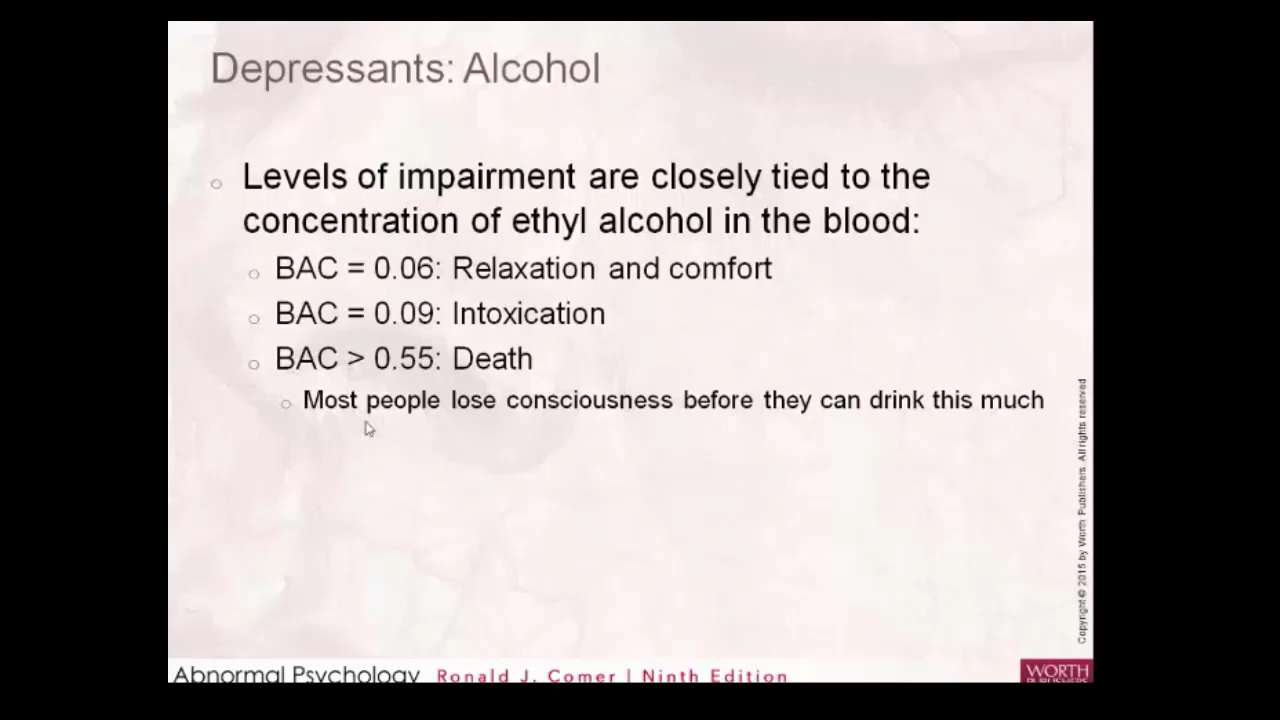 Depressants: Alcohol
Levels of impairment are closely tied to the
concentration of ethyl alcohol in the blood:
BAC = 0.06: Relaxation and comfort
BAC = 0.09: Intoxication
BAC > 0.55: Death
Most people lose consciousness before they can drink this much
Copyright © 2015 by Worth Publishers. All rights reserved
Abnormal Psychology Ronald J. Comer | Ninth Edition
WORTH
PUBLISHERS